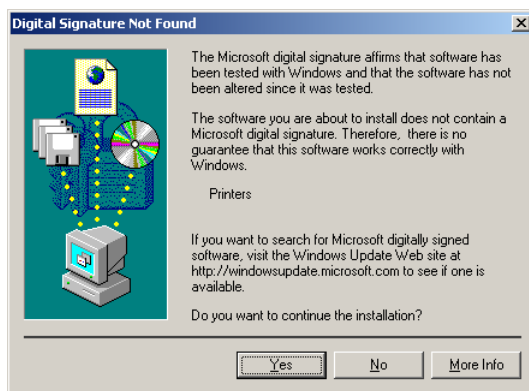 Digital Signature Not Found
The Microsoft digital signature affirms that software has
been tested with Windows and that the software has not
been altered since it was tested.
The software you are about to install does not contain a
Microsoft digital signature. Therefore, there is no
guarantee that this software works correctly with
Windows.
Printers
If you want to search for Microsoft digitally signed
software, visit the Windows Update Web site at
http://windowsupdate.microsoft.com to see if one is
available.
Do you want to continue the installation?
Yes No More Info